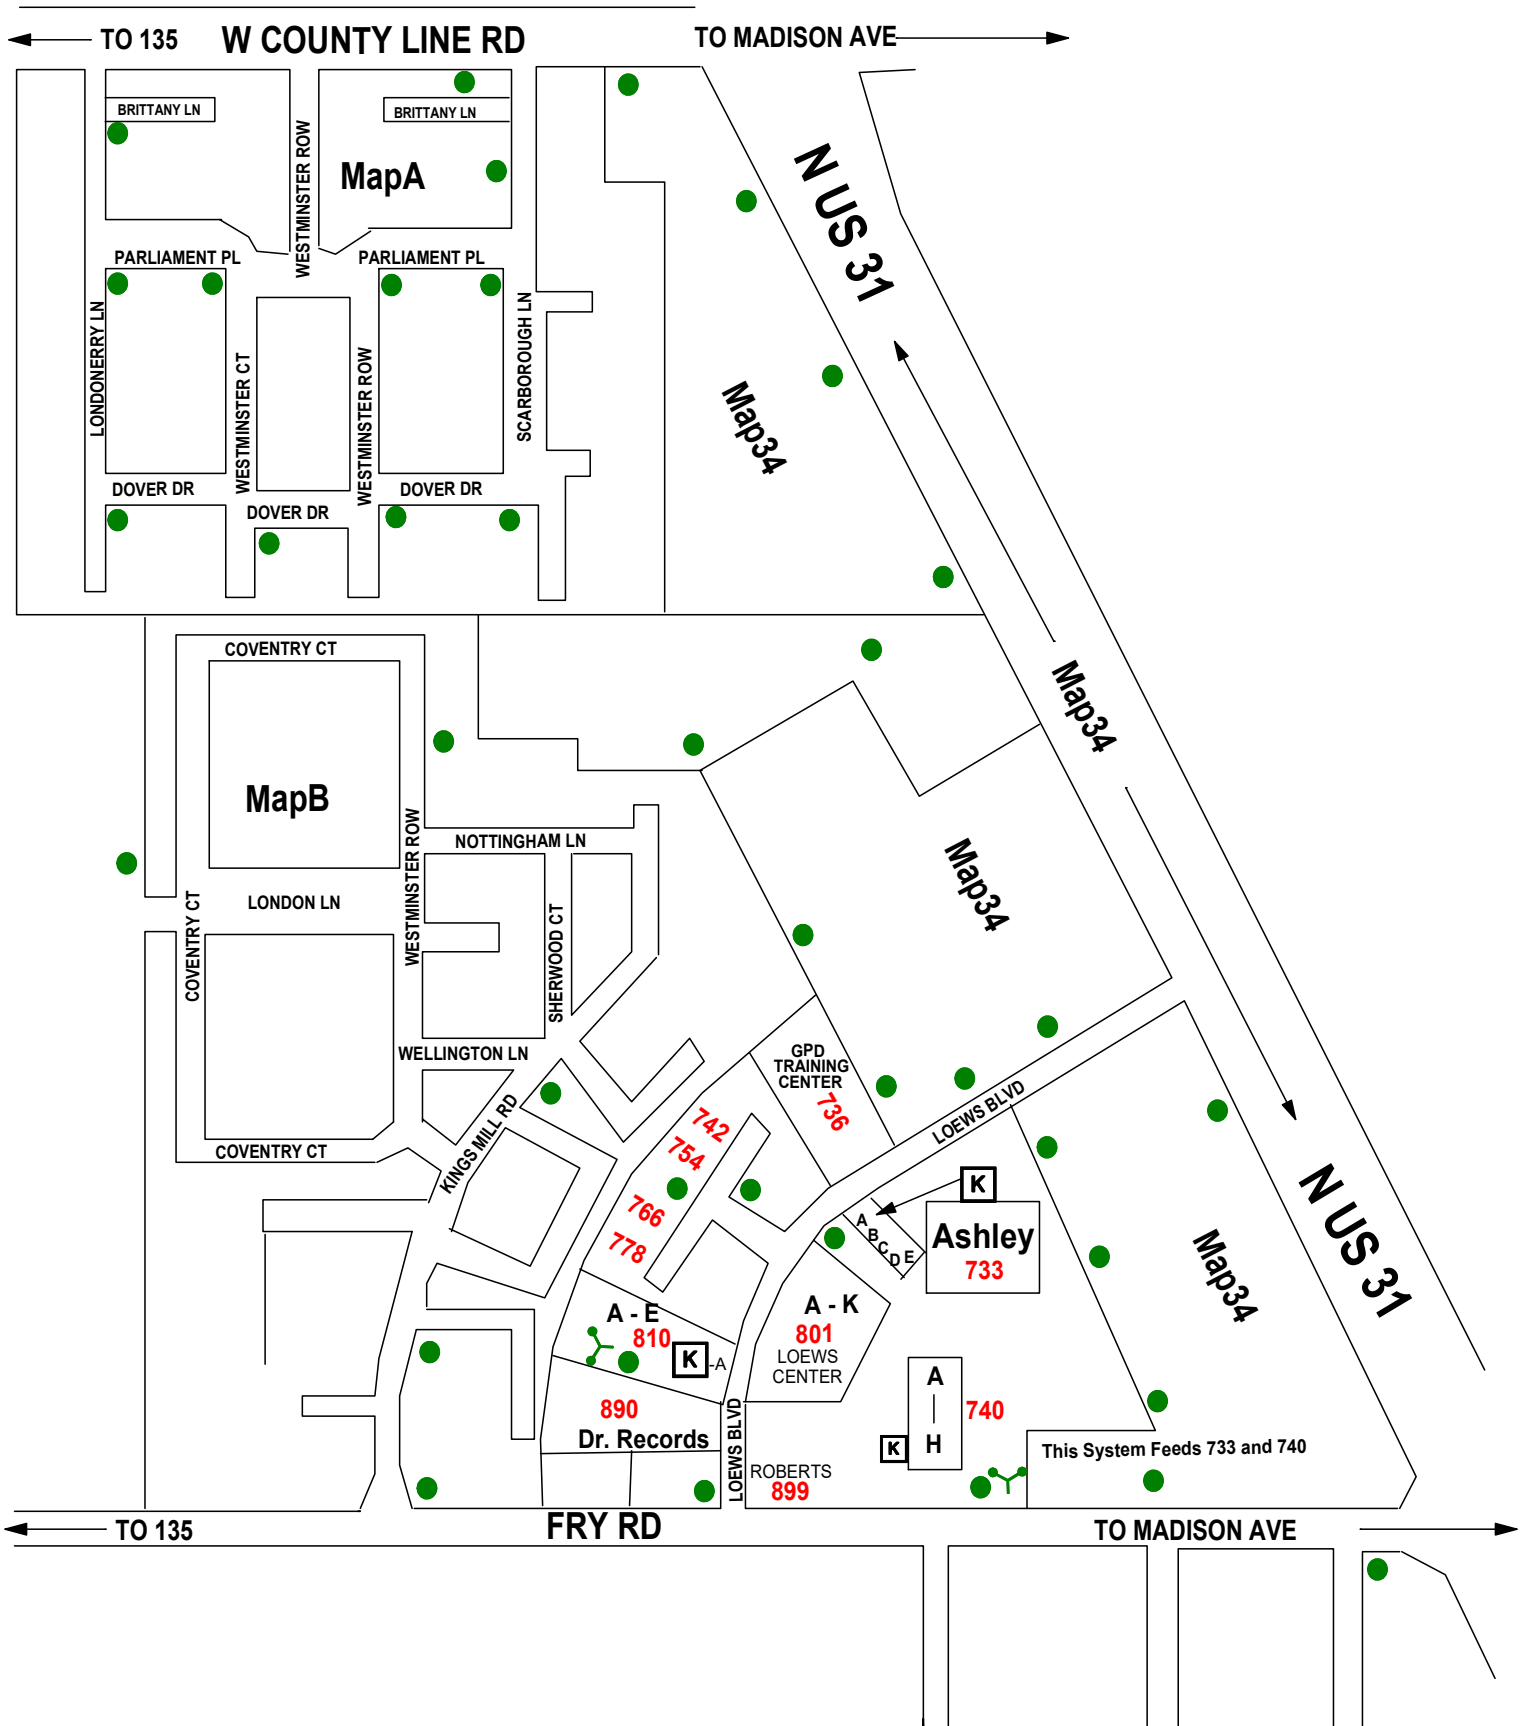 W COUNTY LINE RD
TO 135
TO MADISON AVE
BRITTANY LN
BRITTANY LN
WESTMINSTER ROW
MapA
N US 31
PARLIAMENT PL
PARLIAMENT PL
LONDONERRY LN
WESTMINSTER CT
WESTMINSTER ROW
SCARBOROUGH LN
Map34
DOVER DR
DOVER DR
DOVER DR
COVENTRY CT
Map34
MapB
WESTMINSTER ROW
NOTTINGHAM LN
Map34
LONDON LN
COVENTRY CT
SHERWOOD CT
WELLINGTON LN
GPD
TRAINING
CENTER
736
KINGS MILL RD
742
754
766
778
LOEWS BLVD
COVENTRY CT
K
A
B
C
D
E
Ashley
733
N US 31
Map34
A - E
810
K
-A
A - K
801
LOEWS
CENTER
A
H
740
K
890
Dr. Records
LOEWS BLVD
ROBERTS
899
This System Feeds 733 and 740
TO 135
FRY RD
TO MADISON AVE